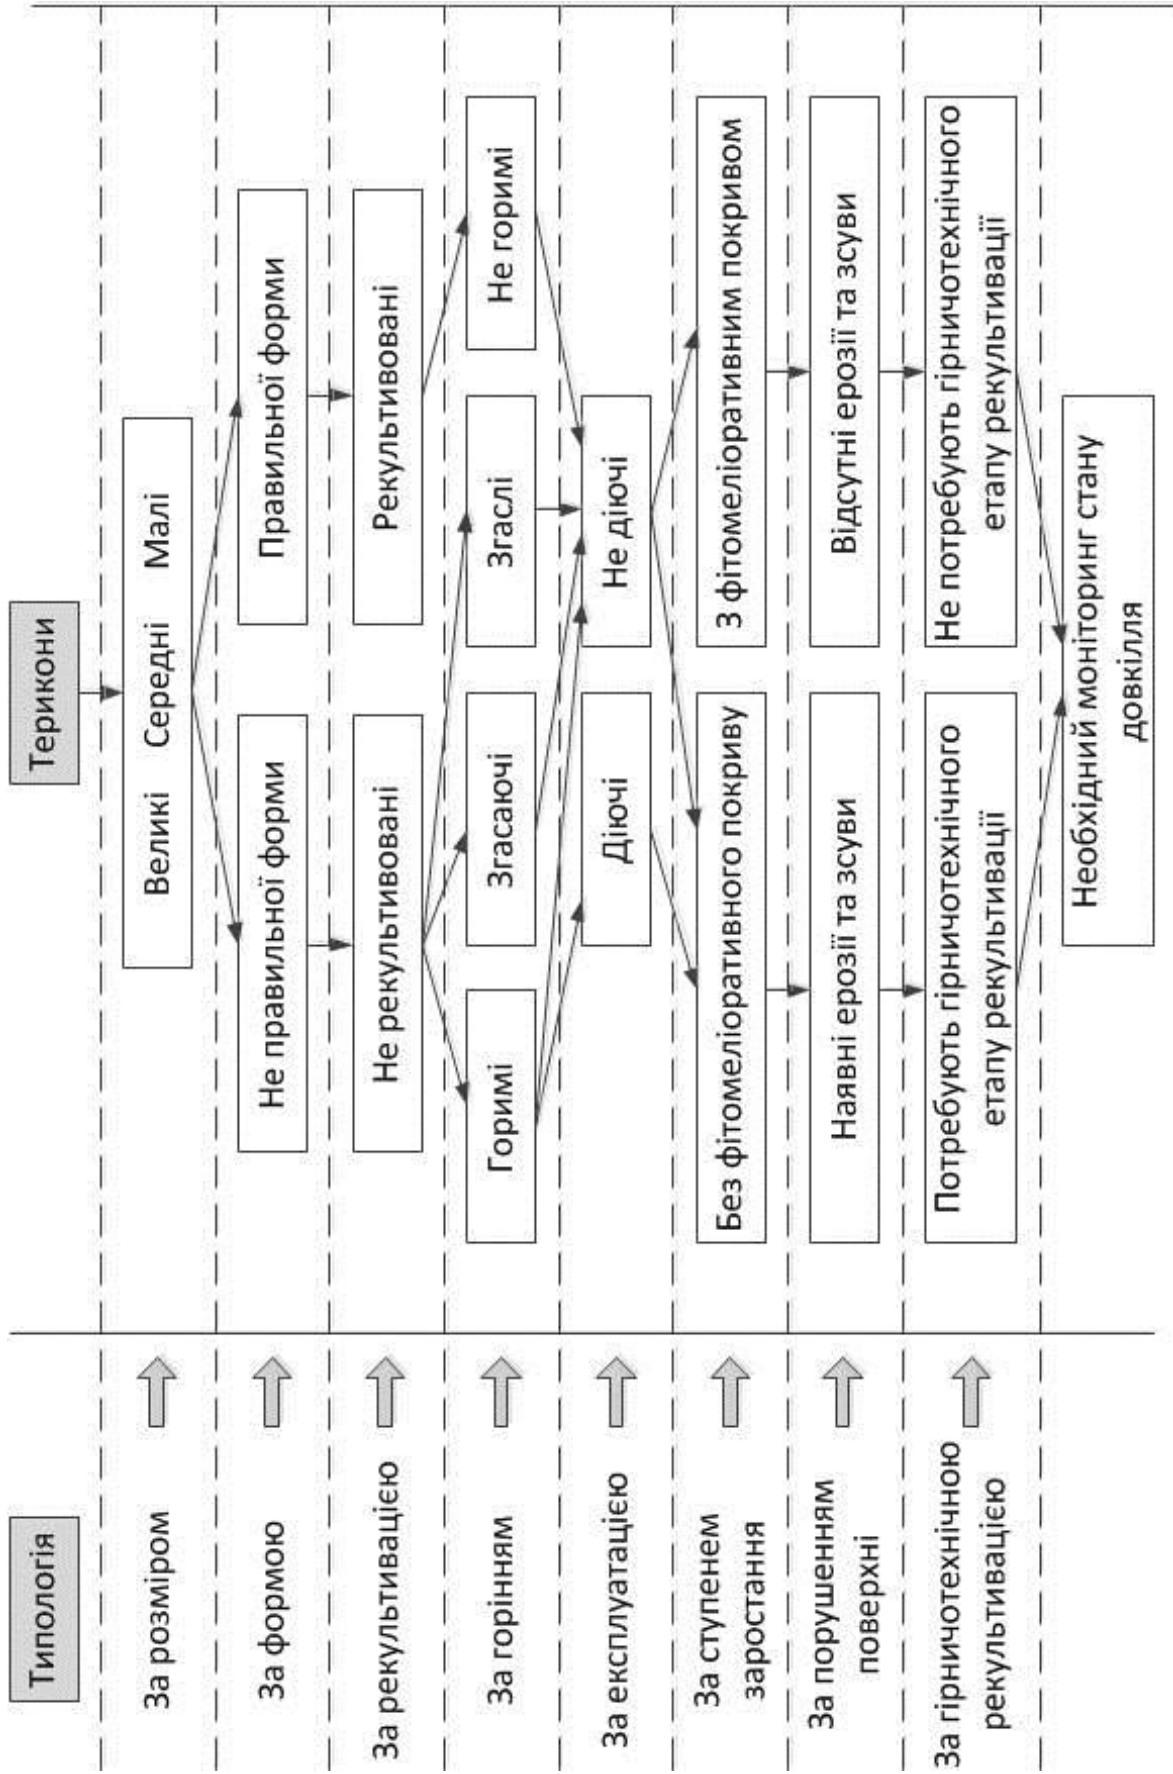 Типологія
Терикони
За розміром
Великі Середні Малі
За формою
Не правильної форми
Правильної форми
За рекультивацією
Не рекультивовані
Рекультивовані
За горінням
Горимі
Згасаючі
Згаслі
Не горимі
За експлуатацією
Діючі
Не діючі
За ступенем
заростання
Без фітомеліоративного покриву
З фітомеліоративним покривом
За порушенням
поверхні
Наявні ерозії та зсуви
Відсутні ерозії та зсуви
За гірничотехнічною
рекультивацією
Потребують гірничотехнічного
етапу рекультивації
Не потребують гірничотехнічного
етапу рекультивації
Необхідний моніторинг стану
довкілля